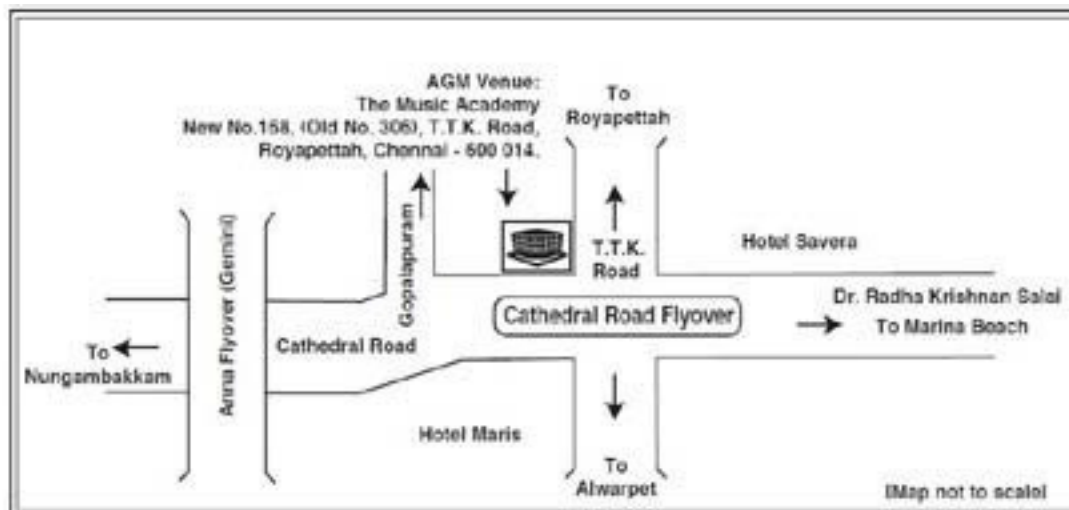 AGM Venue:
The Music Academy
New No.168, (Old No. 306), T.T.K. Road,
Royapettah, Chennai - 600 014.
To
Royapettah
Anna Flyover (Gemini)
Gopalapuram
T.T.K.
Road
Hotel Savera
Cathedral Road Flyover
Dr. Radha Krishnan Salai
To Marina Beach
Cathedral Road
To
Nungambakkam
Hotel Maris
To
Alwarpet
[Map not to scale]